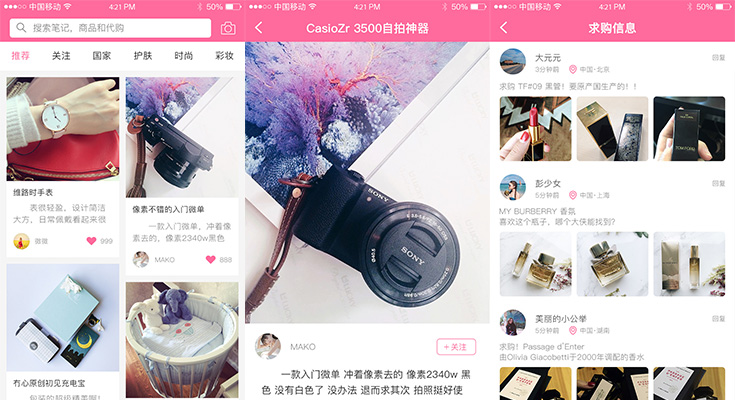 中国移动
4:21 PM
50%
搜索笔记，商品和代购
推荐
关注
国家
护肤
时尚
彩妆
维路时手表
表很轻盈，设计简洁
大方，日常佩戴看起来很
微微
999
冇心原创初见充电宝
包装的超级精美啊！
像素不错的入门微单
一款入门微单，冲着像
素去的，像素2340w黑色
MAKO
888
中国移动
4:21 PM
50%
CasioZr 3500自拍神器
SONY
SONY
MAKO
+关注
一款入门微单 冲着像素去的 像素2340w 黑
色 没有白色了 没办法 退而求其次 拍照挺好使
中国移动
4:21 PM
50%
求购信息
大元元
回复
3分钟前
中国-北京
求购 TF#09 黑管！要原产国生产的！！
TOM FORD
彭少女
回复
5分钟前
中国-上海
MY BURBERRY 香氛
喜欢这个瓶子，哪个大侠能找到？
美丽的小公举
回复
5分钟前
中国-湖南
求购！Passage d'Enter
由Olivia Giacobetti于2000年调配的香水